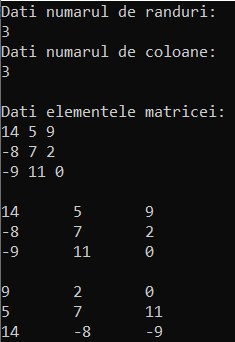 Dati numarul de randuri:
3
Dati numarul de coloane:
3
Dati elementele matricei:
14 5 9
-8 7 2
-9 11 0
14 5 9
-8 7 2
-9 11 0
9 2 0
5 7 11
14 -8 -9